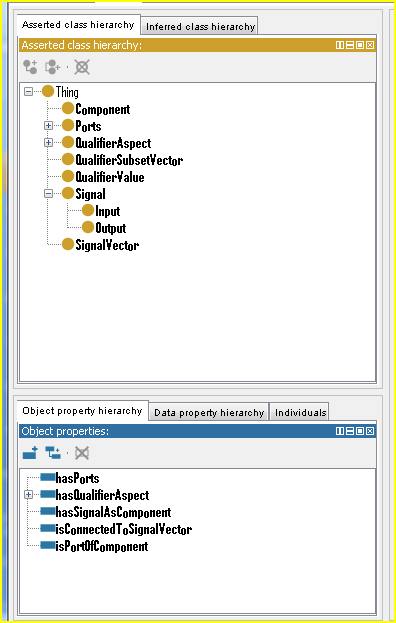 Asserted class hierarchy Inferred class hierarchy
Asserted class hierarchy:
Thing
Component
Ports
QualifierAspect
QualifierSubsetVector
QualifierValue
Signal
Input
Output
SignalVector
Object property hierarchy Data property hierarchy Individuals
Object properties:
hasPorts
hasQualifierAspect
hasSignalAsComponent
isConnectedToSignalVector
isPortOfComponent